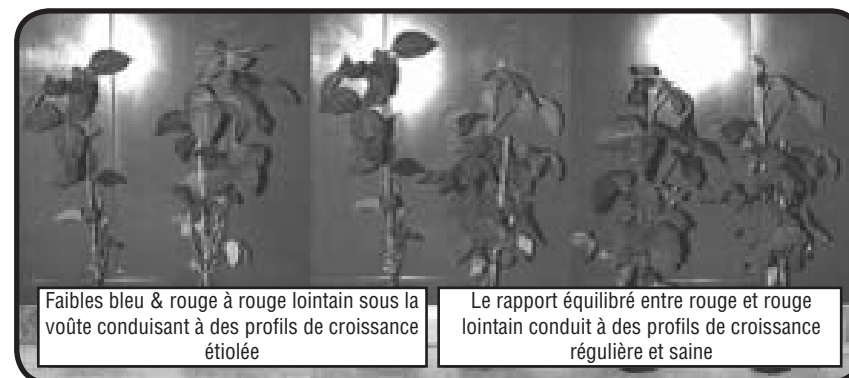 Faibles bleu & rouge à rouge lointain sous la
voûte conduisant à des profils de croissance
étiolée
Le rapport équilibré entre rouge et rouge
lointain conduit à des profils de croissance
régulière et saine